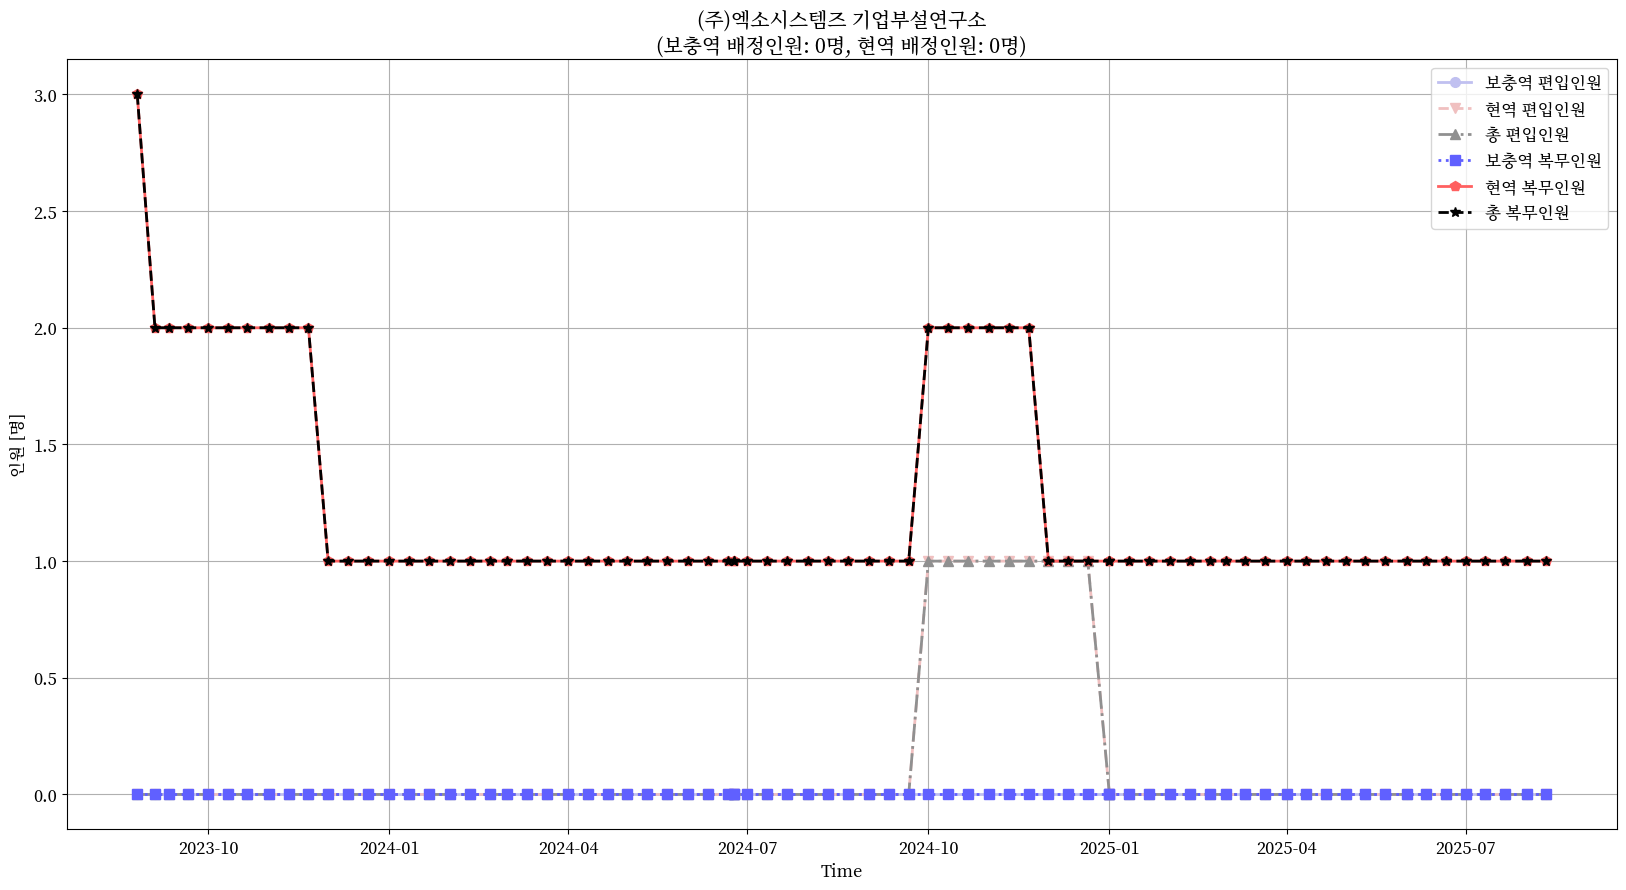 (주)엑소시스템즈 기업부설연구소
(보충역 배정인원: 0명, 현역 배정인원: 0명)
보충역 편입인원
현역 편입인원
총 편입인원
보충역 복무인원
현역 복무인원
총 복무인원
3.0
2.5
2.0
1.5
1.0
0.5
0.0
인원 [명]
2023-10
2024-01
2024-04
2024-07
2024-10
2025-01
2025-04
2025-07
Time